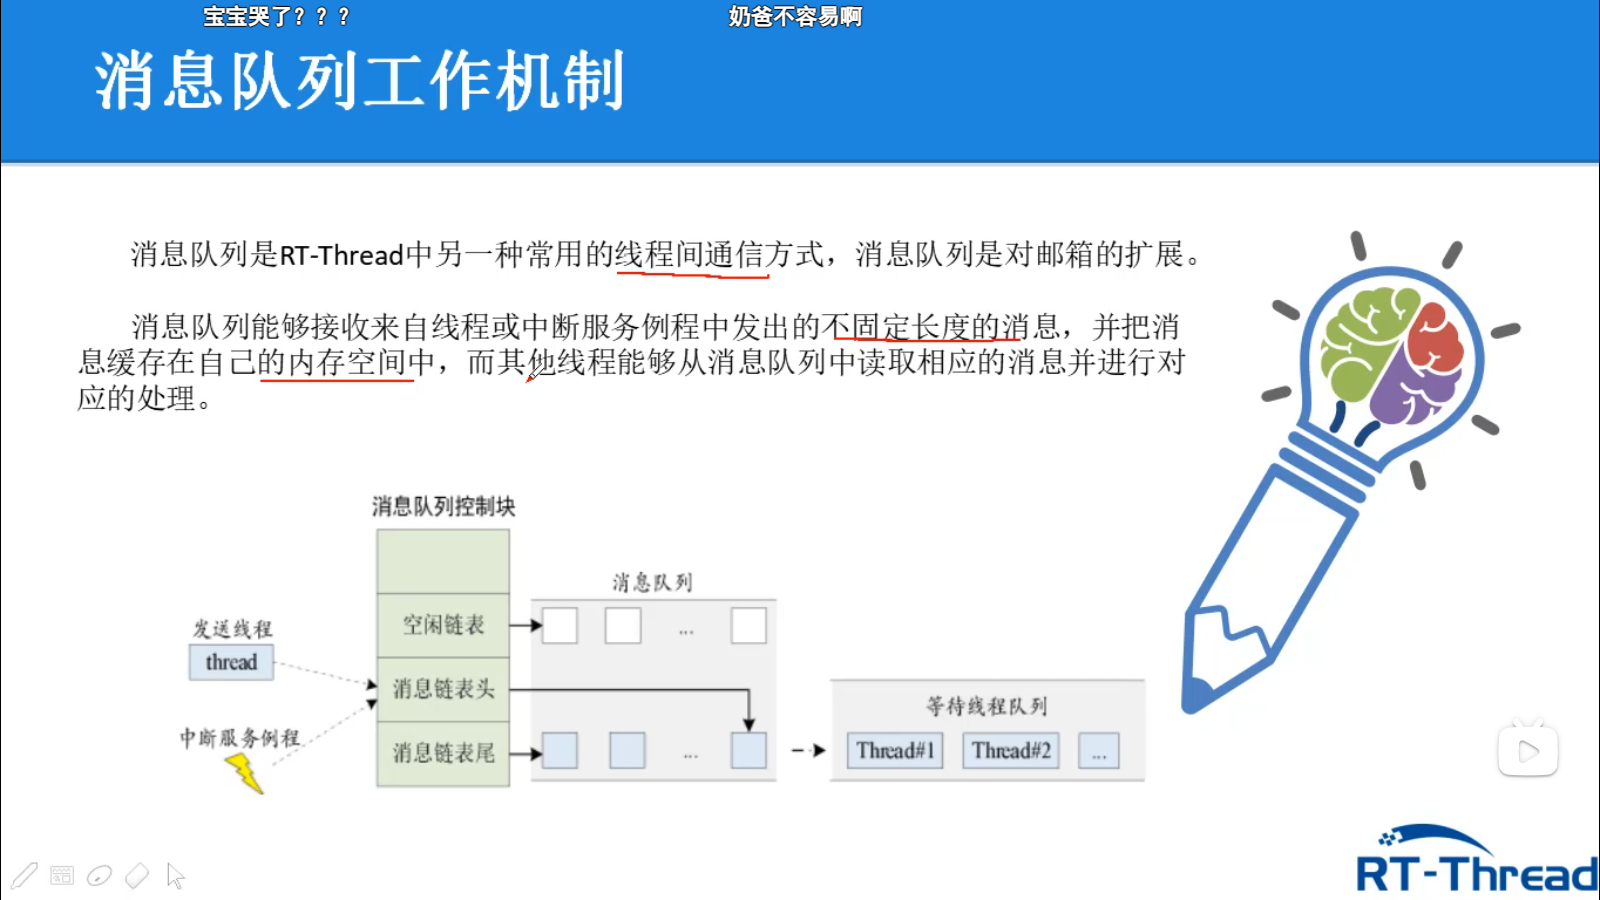 宝宝哭了？？？
奶爸不容易啊
消息队列工作机制
消息队列是RT-Thread中另一种常用的线程间通信方式，消息队列是对邮箱的扩展。
消息队列能够接收来自线程或中断服务例程中发出的不固定长度的消息，并把消
息缓存在自己的内存空间中，而其他线程能够从消息队列中读取相应的消息并进行对
应的处理。
消息队列控制块
消息队列
空闲链表
...
发送线程
thread
消息链表头
等待线程队列
中断服务例程
消息链表尾
...
Thread#1
Thread#2
...
RT-Thread